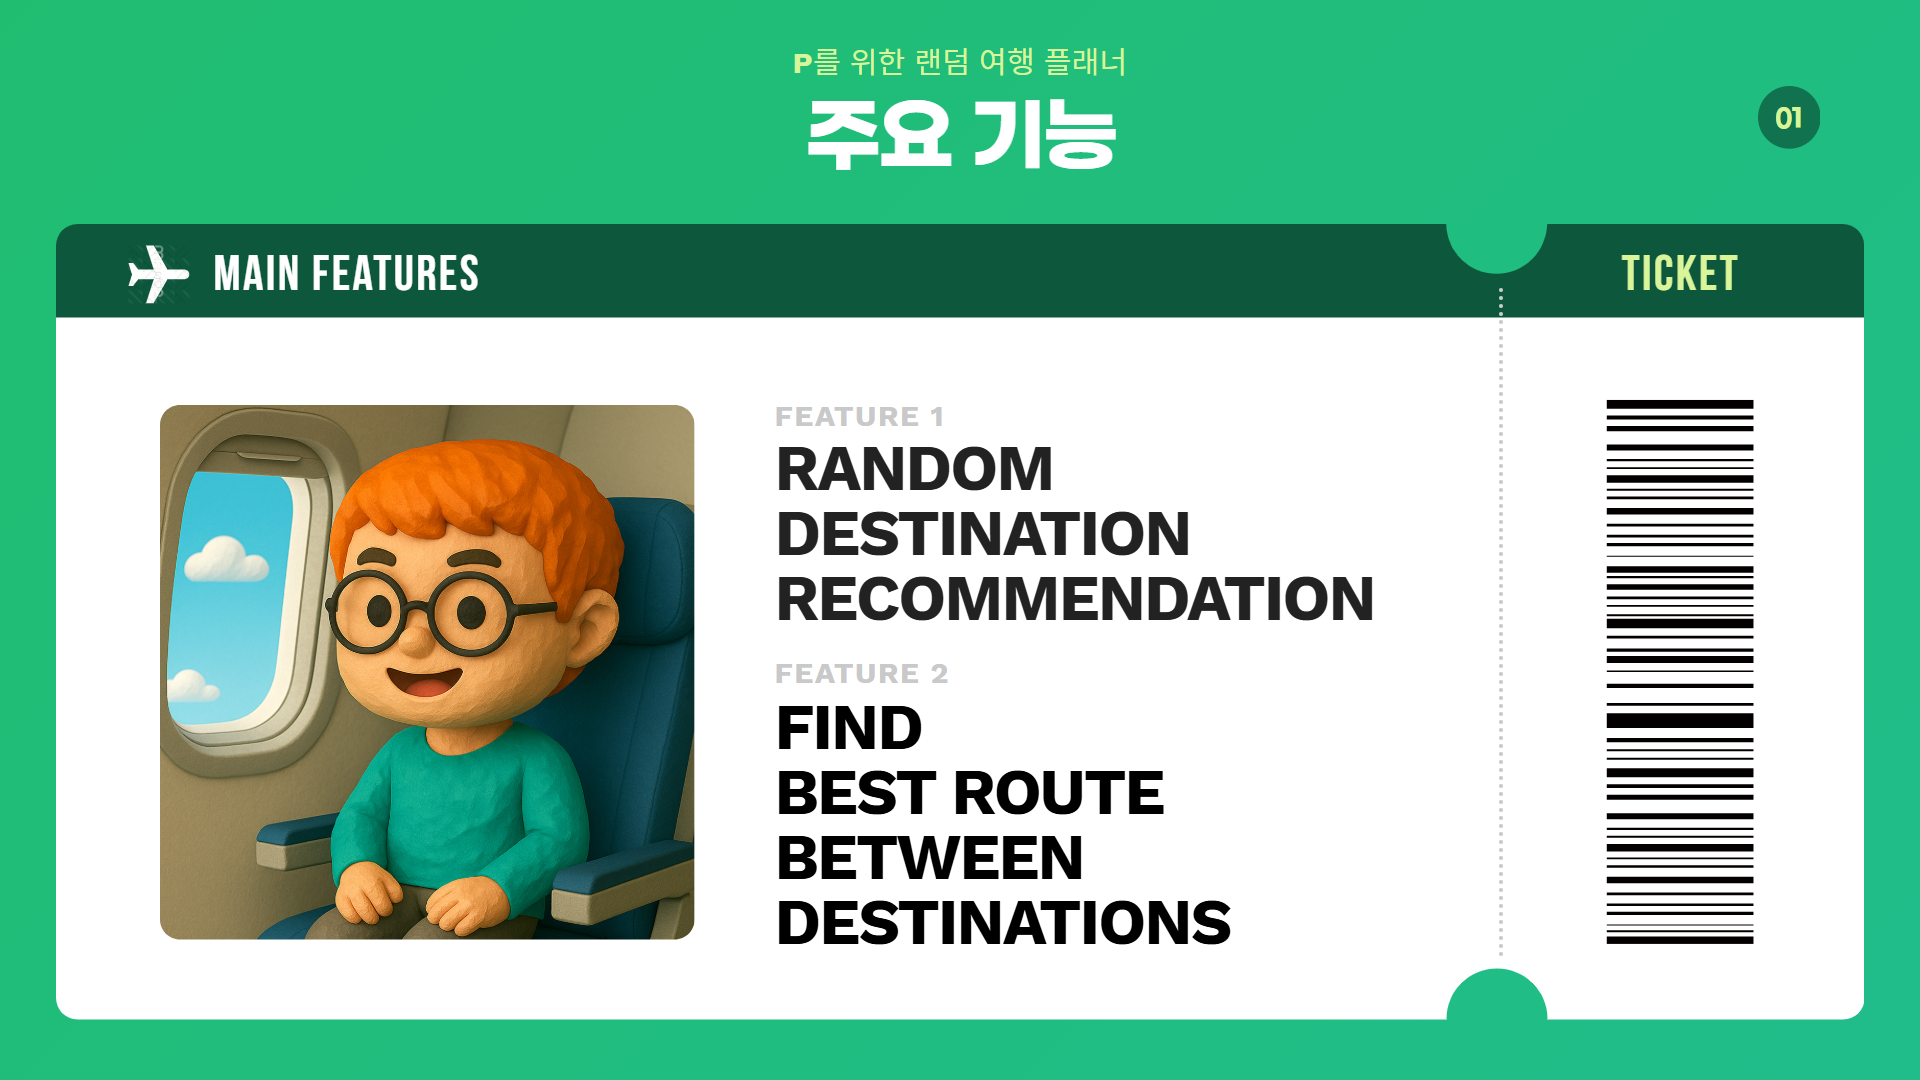 P를 위한 랜덤 여행 플래너
주요 기능
01
MAIN FEATURES
TICKET
FEATURE 1
RANDOM
DESTINATION
RECOMMENDATION
FEATURE 2
FIND
BEST ROUTE
BETWEEN
DESTINATIONS